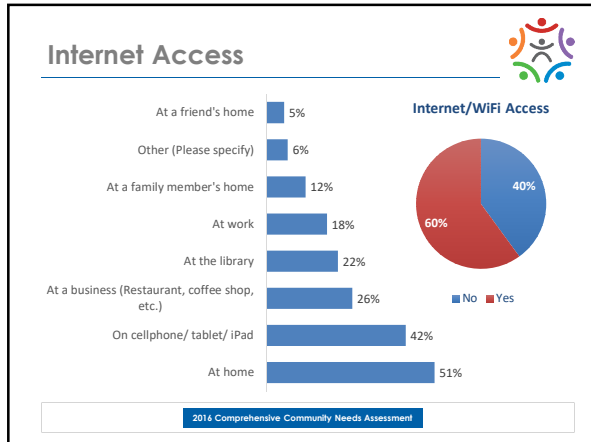 Internet Access
At a friend's home
5%
Other (Please specify)
6%
At a family member's home
12%
At work
18%
At the library
22%
At a business (Restaurant, coffee shop,
etc.)
26%
On cellphone/ tablet/ iPad
42%
At home
51%
Internet/WiFi Access
40%
60%
No Yes
2016 Comprehensive Community Needs Assessment